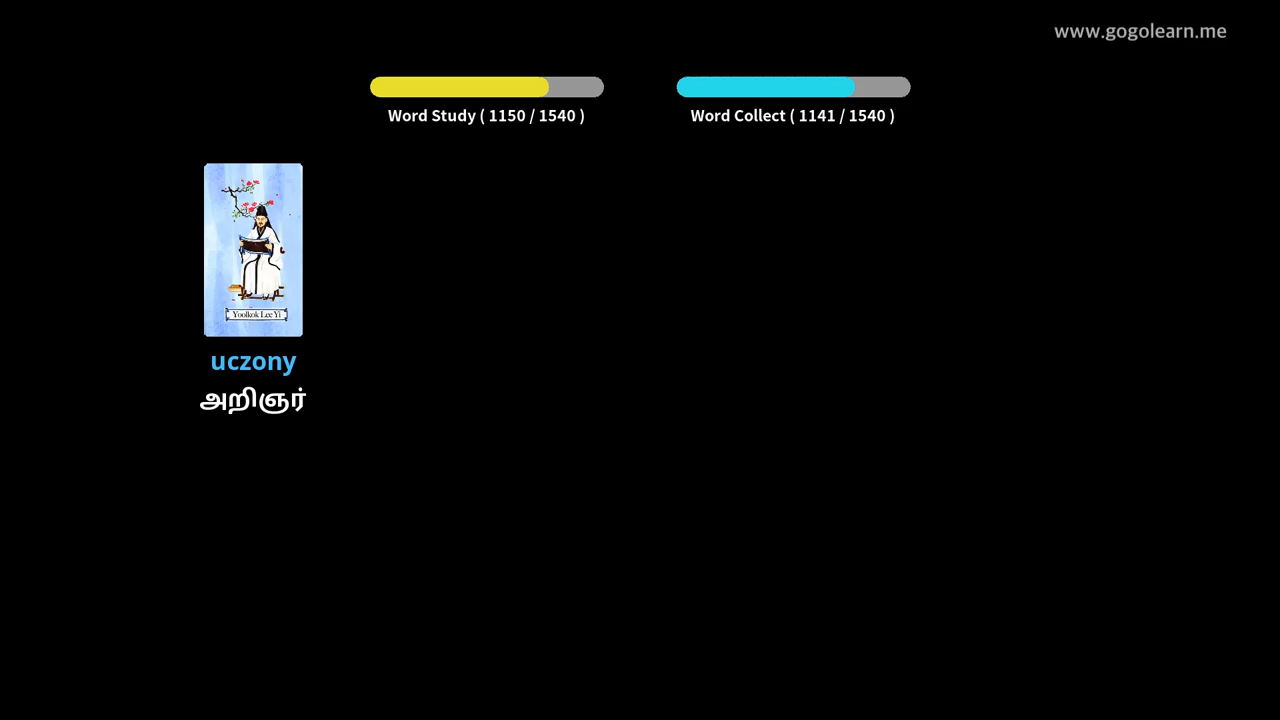 www.gogolearn.me
Word Study ( 1150 / 1540 )
Word Collect ( 1141 / 1540 )
Yoolkok Lee Yi
uczony
அறிஞர்